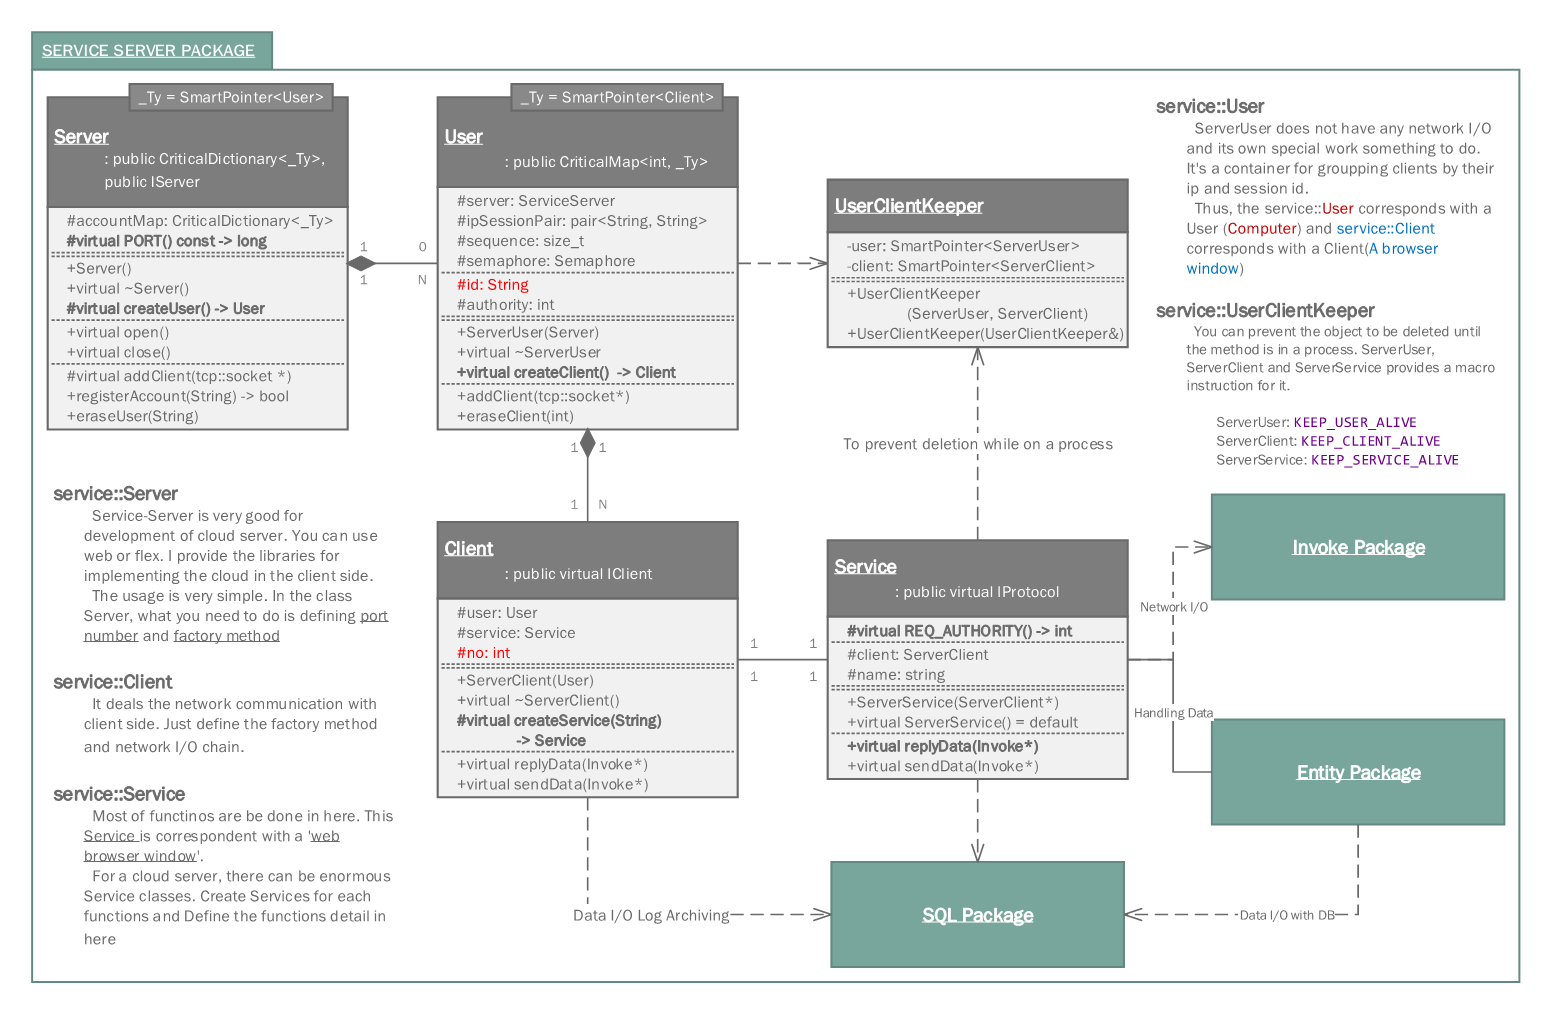 SERVICE SERVER PACKAGE
_Ty = SmartPointer<User>
Server
: public CriticalDictionary<_Ty>,
public IServer
#accountMap: CriticalDictionary<_Ty>
#virtual PORT() const -> long
+Server()
+virtual ~Server()
#virtual createUser() -> User
+virtual open()
+virtual close()
#virtual addClient(tcp::socket *)
+registerAccount(String) -> bool
+eraseUser(String)
1
1
0
N
_Ty = SmartPointer<Client>
User
: public CriticalMap<int, _Ty>
#server: ServiceServer
#ipSessionPair: pair<String, String>
#sequence: size_t
#semaphore: Semaphore
#id: String
#authority: int
+ServerUser(Server)
+virtual ~ServerUser
+virtual createClient()  -> Client
+addClient(tcp::socket*)
+eraseClient(int)
1 1
1 N
UserClientKeeper
-user: SmartPointer<ServerUser>
-client: SmartPointer<ServerClient>
+UserClientKeeper
(ServerUser, ServerClient)
+UserClientKeeper(UserClientKeeper&)
To prevent deletion while on a process
service::User
ServerUser does not have any network I/O
and its own special work something to do.
It's a container for groupping clients by their
ip and session id.
Thus, the service::User corresponds with a
User (Computer) and service::Client
corresponds with a Client(A browser
window)
service::UserClientKeeper
You can prevent the object to be deleted until
the method is in a process. ServerUser,
ServerClient and ServerService provides a macro
instruction for it.
ServerUser: KEEP_USER_ALIVE
ServerClient: KEEP_CLIENT_ALIVE
ServerService: KEEP_SERVICE_ALIVE
service::Server
Service-Server is very good for
development of cloud server. You can use
web or flex. I provide the libraries for
implementing the cloud in the client side.
The usage is very simple. In the class
Server, what you need to do is defining port
number and factory method
service::Client
It deals the network communication with
client side. Just define the factory method
and network I/O chain.
service::Service
Most of functinos are be done in here. This
Service is correspondent with a 'web
browser window'.
For a cloud server, there can be enormous
Service classes. Create Services for each
functions and Define the functions detail in
here
Client
: public virtual IClient
#user: User
#service: Service
#no: int
+ServerClient(User)
+virtual ~ServerClient()
#virtual createService(String)
-> Service
+virtual replyData(Invoke*)
+virtual sendData(Invoke*)
1
1
1
1
Service
: public virtual IProtocol
#virtual REQ_AUTHORITY() -> int
#client: ServerClient
#name: string
+ServerService(ServerClient*)
+virtual ServerService() = default
+virtual replyData(Invoke*)
+virtual sendData(Invoke*)
Invoke Package
Network I/O
Handling Data
Entity Package
Data I/O Log Archiving
SQL Package
Data I/O with DB